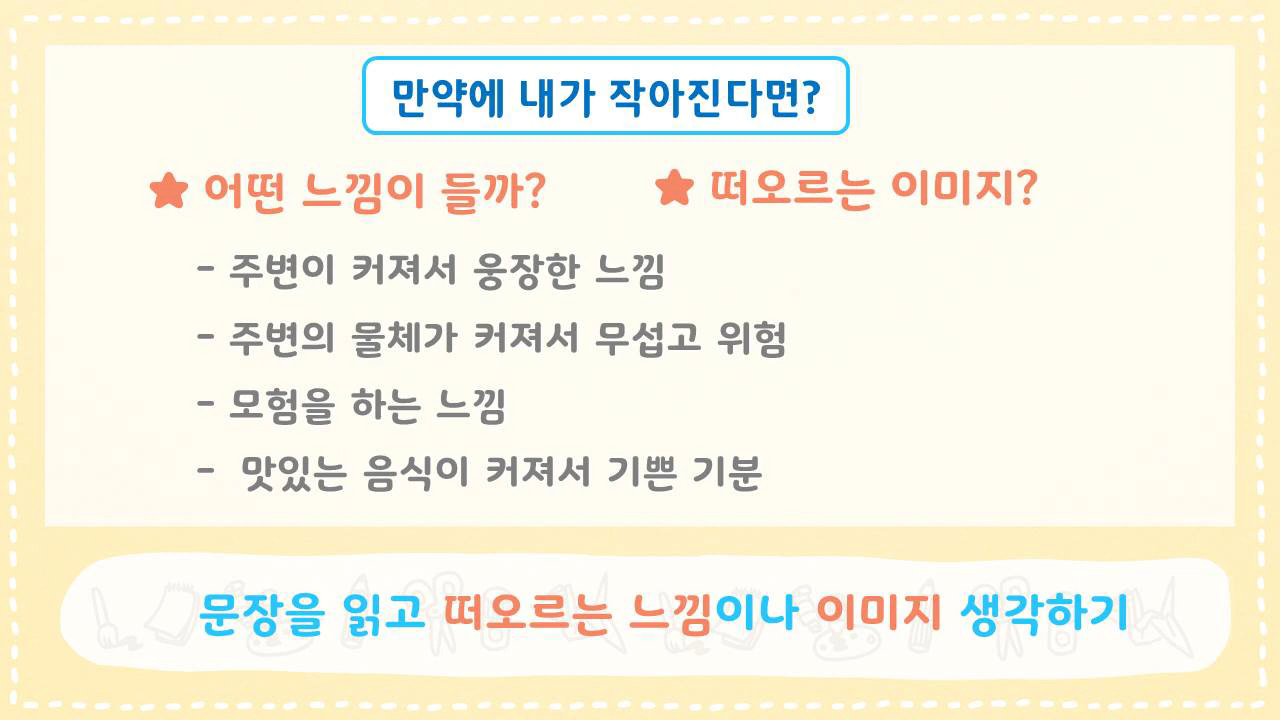 만약에 내가 작아진다면?
★ 어떤 느낌이 들까?
★ 떠오르는 이미지?
- 주변이 커져서 웅장한 느낌
- 주변의 물체가 커져서 무섭고 위험
- 모험을 하는 느낌
- 맛있는 음식이 커져서 기쁜 기분
문장을 읽고 떠오르는 느낌이나 이미지 생각하기